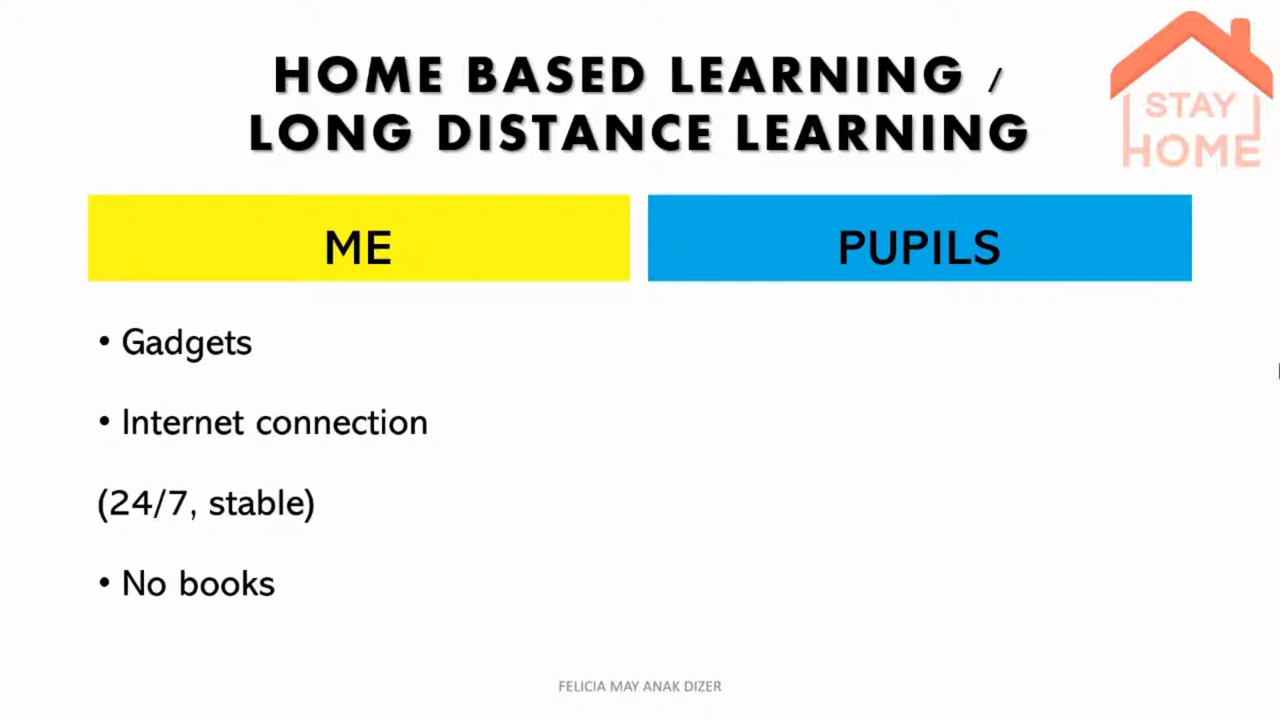 HOME BASED LEARNING /
LONG DISTANCE LEARNING
STAY
HOME
ME
PUPILS
• Gadgets
• Internet connection
(24/7, stable)
• No books
FELICIA MAY ANAK DIZER